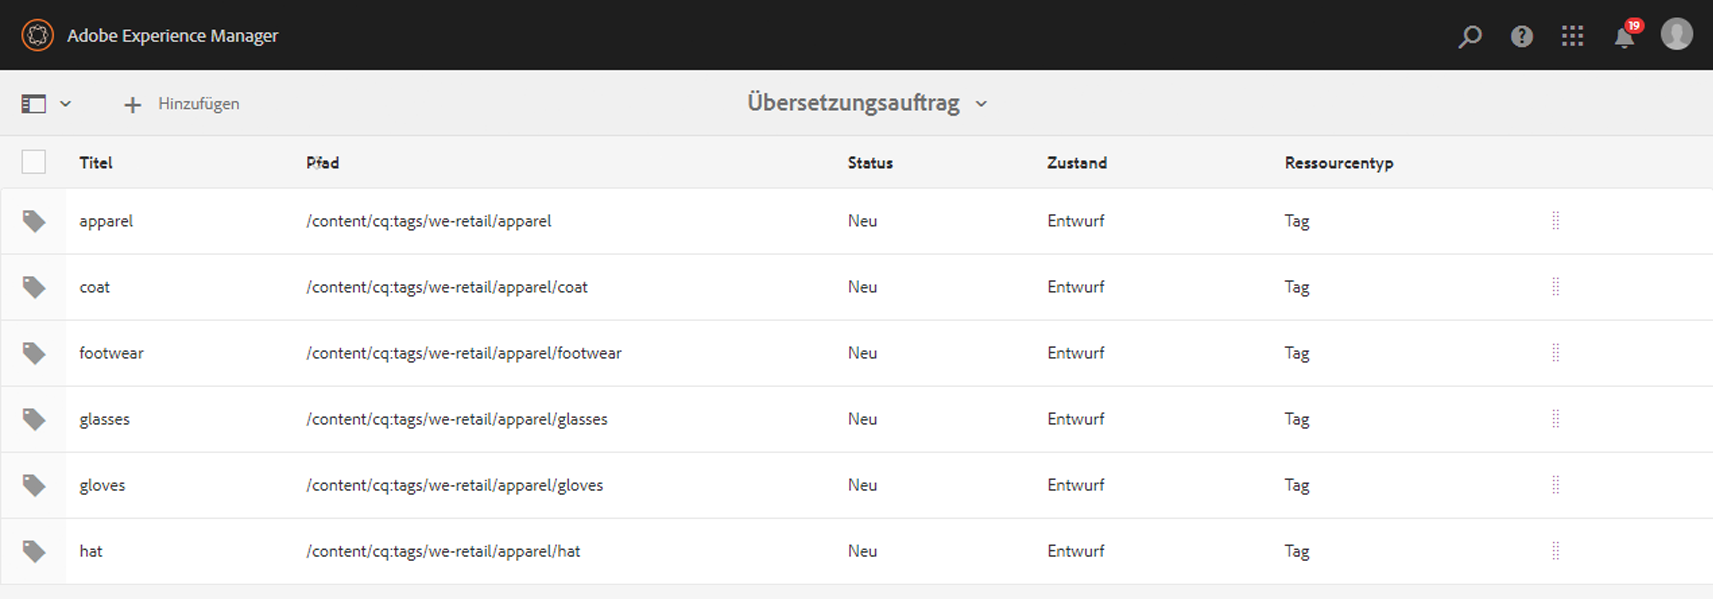 Adobe Experience Manager ? 19
Hinzufügen Übersetzungsauftrag
Titel Pfad Status Zustand Ressourcentyp
apparel /content/cq:tags/we-retail/apparel Neu Entwurf Tag
coat /content/cq:tags/we-retail/apparel/coat Neu Entwurf Tag
footwear /content/cq:tags/we-retail/apparel/footwear Neu Entwurf Tag
glasses /content/cq:tags/we-retail/apparel/glasses Neu Entwurf Tag
gloves /content/cq:tags/we-retail/apparel/gloves Neu Entwurf Tag
hat /content/cq:tags/we-retail/apparel/hat Neu Entwurf Tag